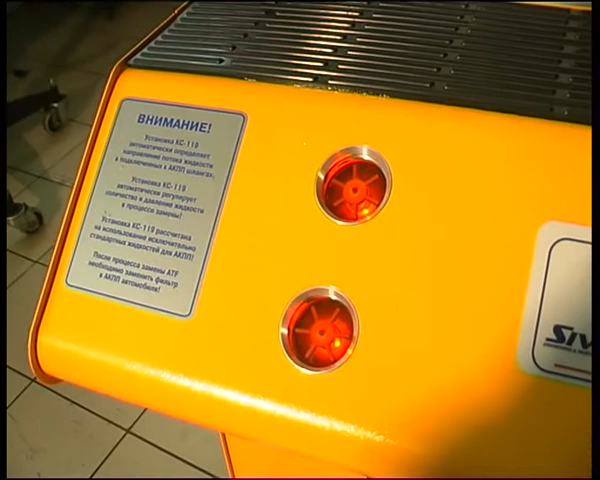 ВНИМАНИЕ!
Установка КС-119
автоматически определяет
направление потока жидкости
в подключенных к АКПП шлангах.
Установка КС-119
автоматически регулирует
количество и давление жидкости
в процессе замены!
Установка КС-119 рассчитана
на использование исключительно
стандартных жидкостей для АКПП!
После процесса замены ATF
необходимо заменить фильтр
в АКПП автомобиля!